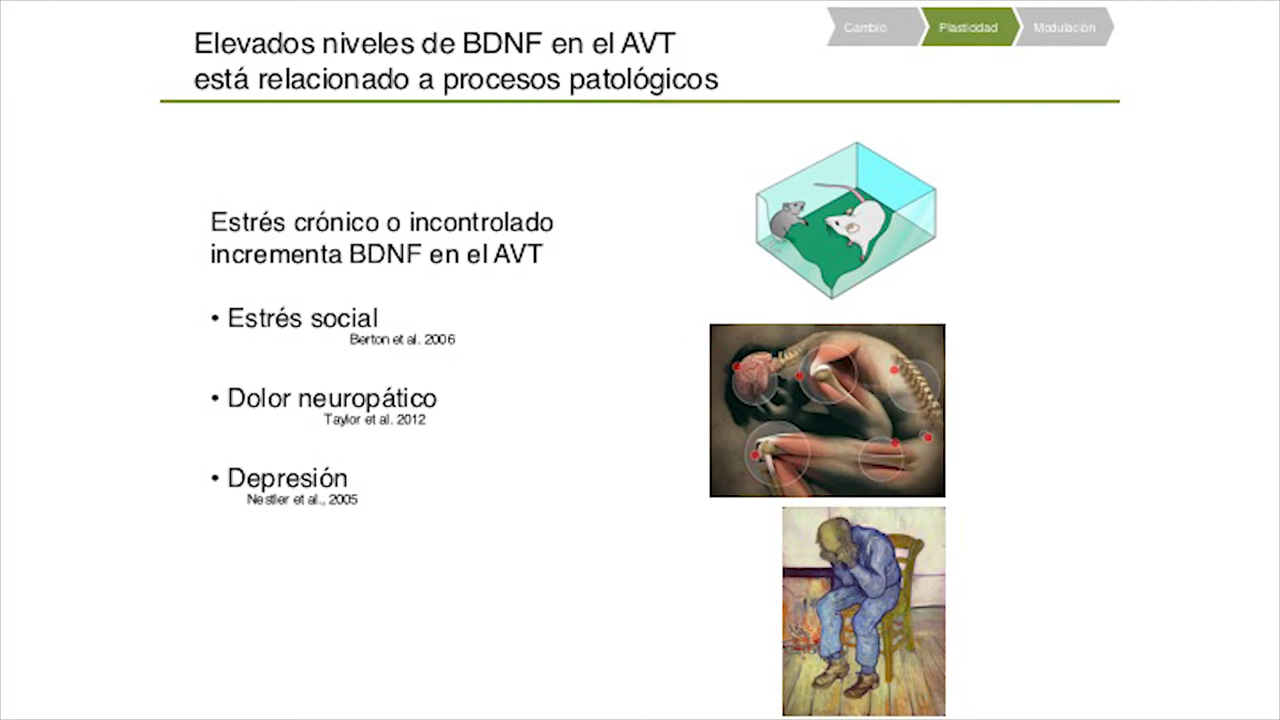 Cambio
Plasticidad
Modulación
Elevados niveles de BDNF en el AVT
está relacionado a procesos patológicos
Estrés crónico o incontrolado
incrementa BDNF en el AVT
• Estrés social
Berton et al. 2006
• Dolor neuropático
Taylor et al. 2012
• Depresión
Nestler et al., 2005